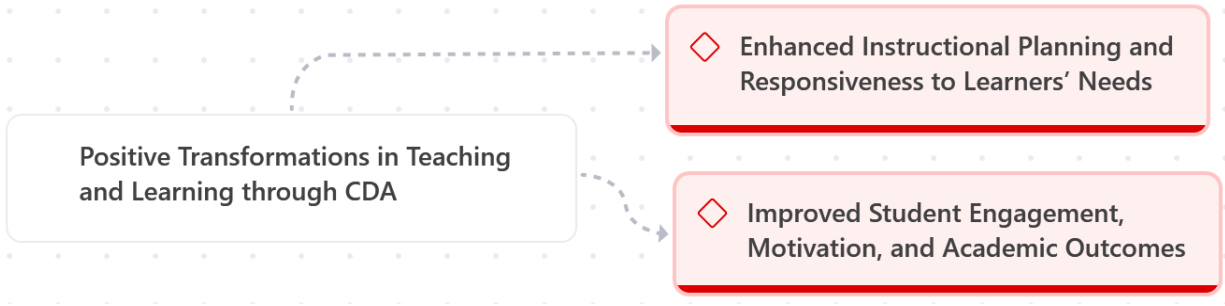 Enhanced Instructional Planning and
Responsiveness to Learners’ Needs
Positive Transformations in Teaching
and Learning through CDA
Improved Student Engagement,
Motivation, and Academic Outcomes